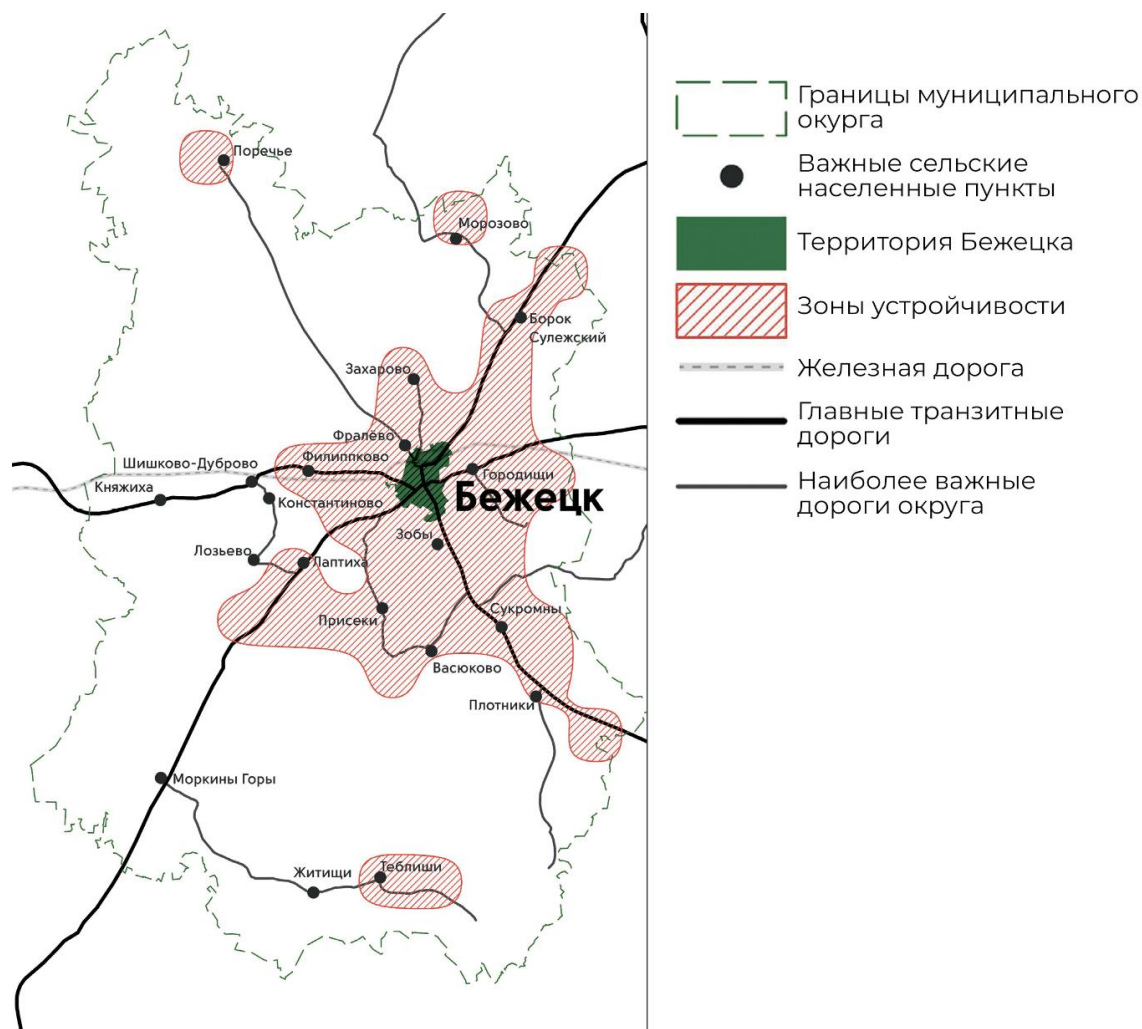 Поречье
Морозово
Борок
Сулежский
Захарово
Фралёво
Филиппково
Шишково-Дуброво
Городищи
Княжиха
Константиново
Бежецк
Зобы
Лозьево
Лаптиха
Присеки
Сукромны
Васюково
Плотники
Моркины Горы
Житищи
Теблиши
Границы муниципального
окурга
Важные сельские
населенные пункты
Территория Бежецка
Зоны устройчивости
Железная дорога
Главные транзитные
дороги
Наиболее важные
дороги округа